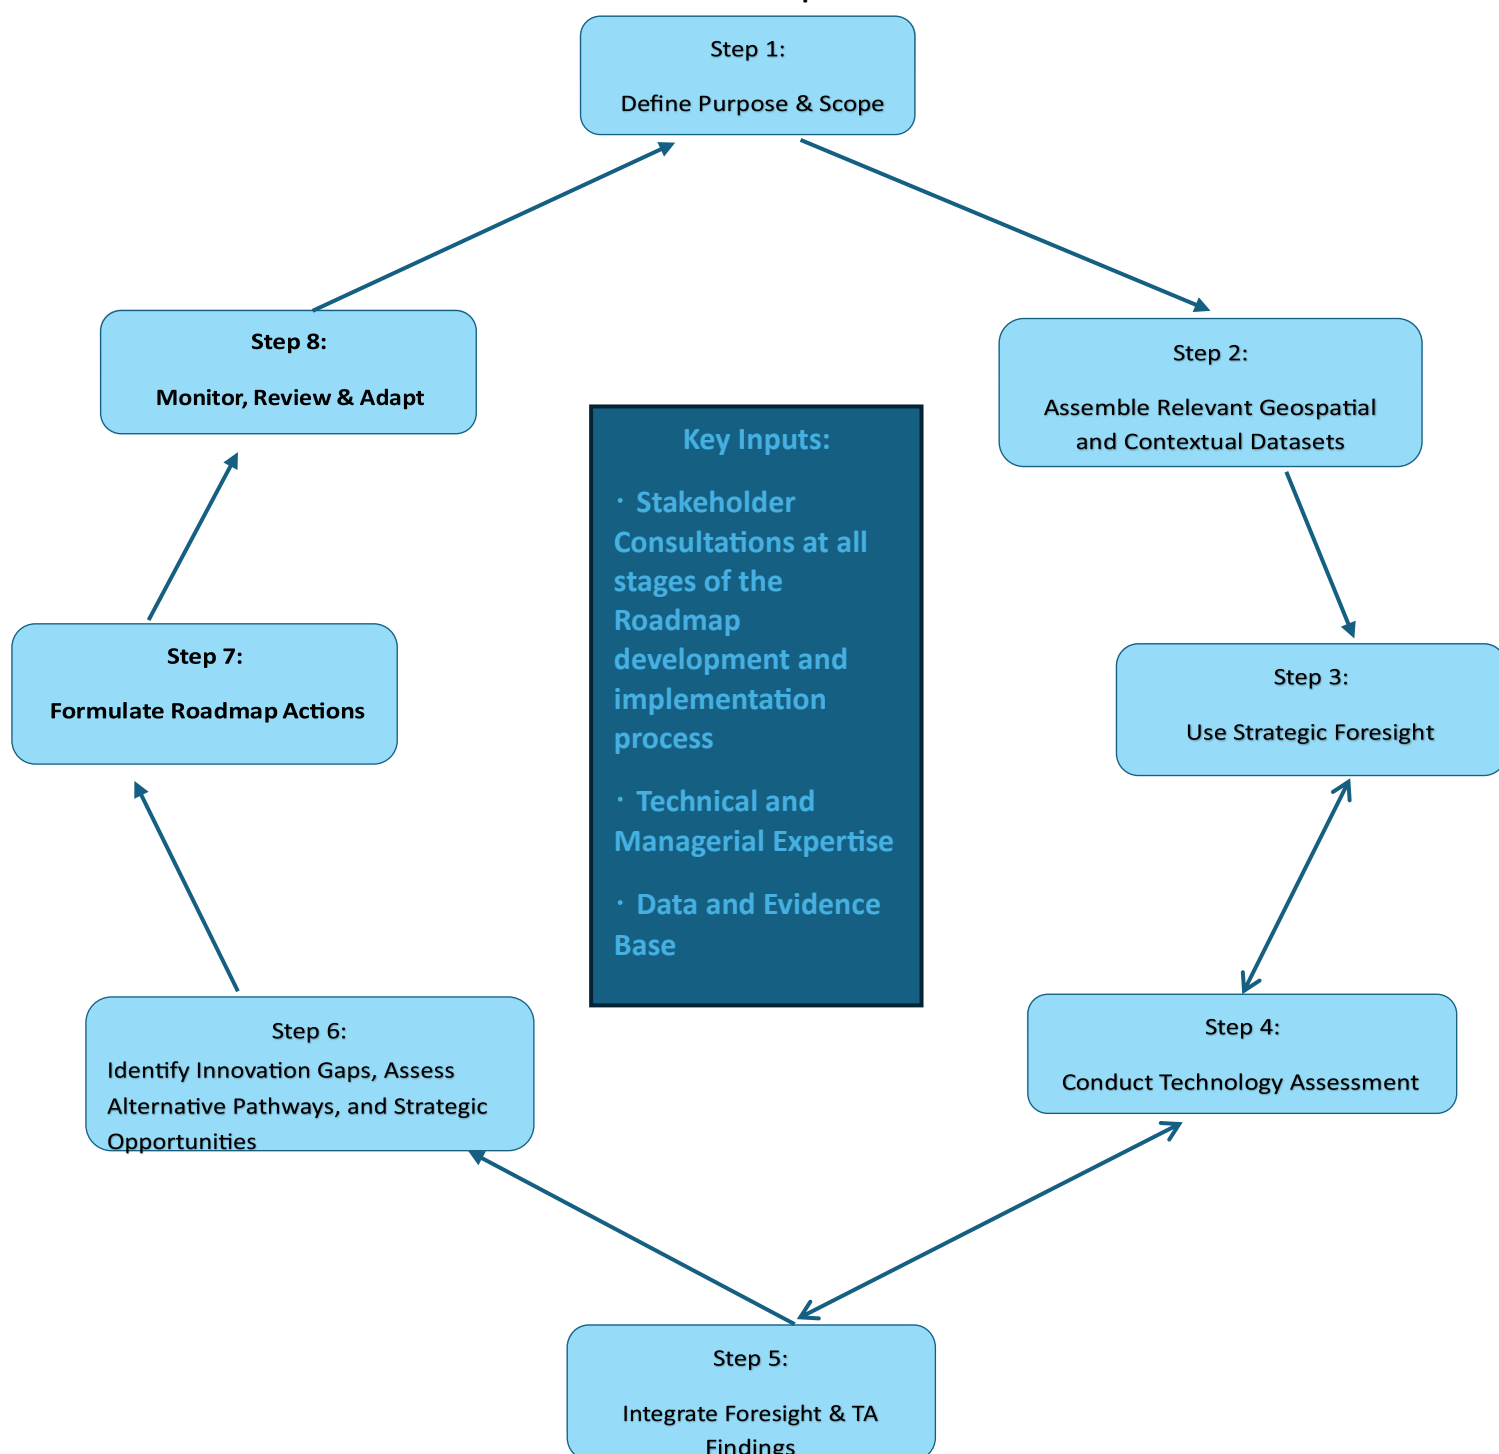 Step 1:
Define Purpose & Scope
Step 2:
Assemble Relevant Geospatial
and Contextual Datasets
Step 3:
Use Strategic Foresight
Step 4:
Conduct Technology Assessment
Step 5:
Integrate Foresight & TA
Findings
Step 6:
Identify Innovation Gaps, Assess
Alternative Pathways, and Strategic
Opportunities
Step 7:
Formulate Roadmap Actions
Step 8:
Monitor, Review & Adapt
Key Inputs:
· Stakeholder
Consultations at all
stages of the
Roadmap
development and
implementation
process
· Technical and
Managerial Expertise
· Data and Evidence
Base